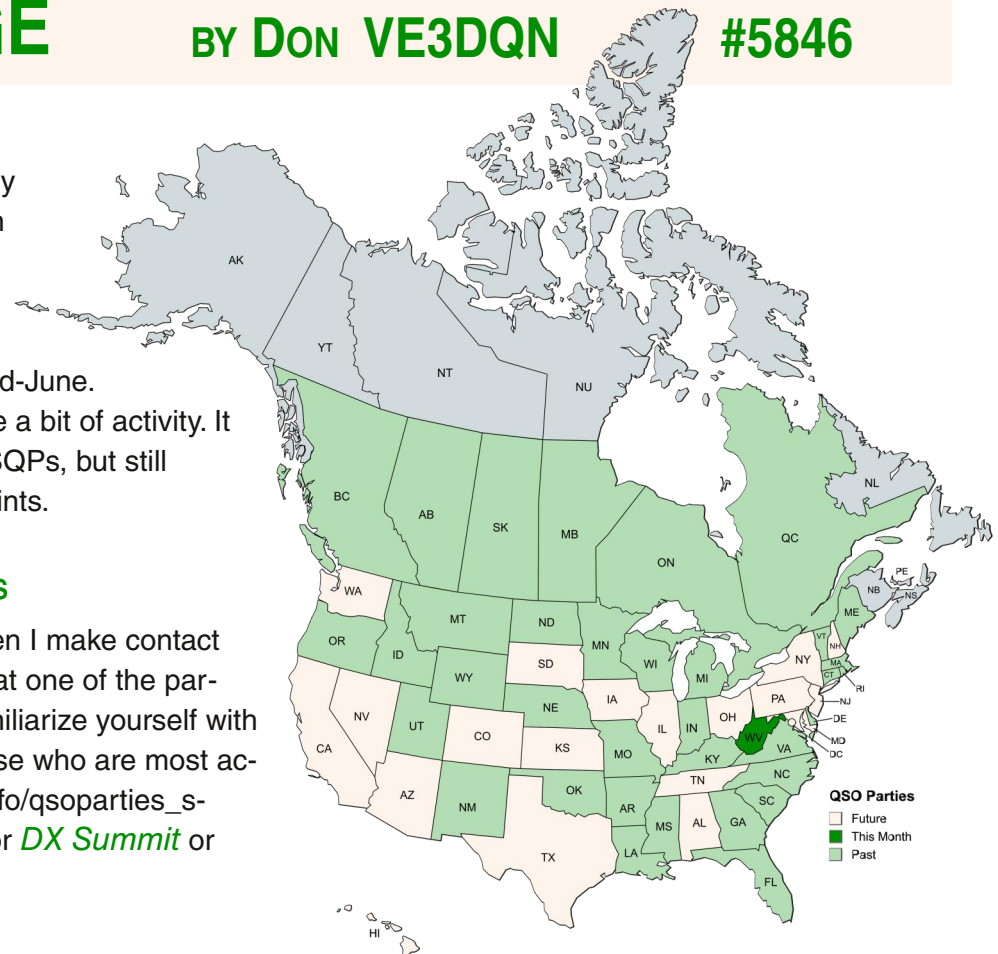 BY DON VE3DQN #5846
d-June.
e a bit of activity. It
SQPs, but still
ints.
s
en I make contact
at one of the par-
miliarize yourself with
se who are most ac-
fo/qsoparties_s-
or DX Summit or
AK
YT
NT
NU
BC
AB
SK
MB
ON
QC
NL
PE
NB
NS
WA
OR
ID
MT
WY
ND
SD
NE
MN
WI
MI
IA
IL
IN
OH
NY
PA
VT
NH
ME
MA
CT
RI
NJ
DE
MD
DC
CA
NV
UT
CO
KS
MO
KY
WV
VA
AZ
NM
OK
AR
TN
NC
SC
TX
LA
MS
AL
GA
FL
HI
QSO Parties
Future
This Month
Past